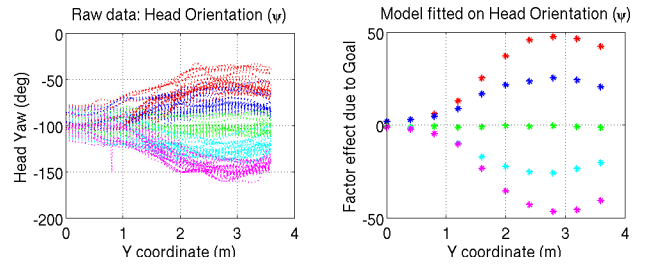 Raw data: Head Orientation (ψ)
Head Yaw (deg)
0
-50
-100
-150
-200
0 1 2 3 4
Y coordinate (m)
Model fitted on Head Orientation (ψ)
Factor effect due to Goal
50
0
-50
0 1 2 3 4
Y coordinate (m)